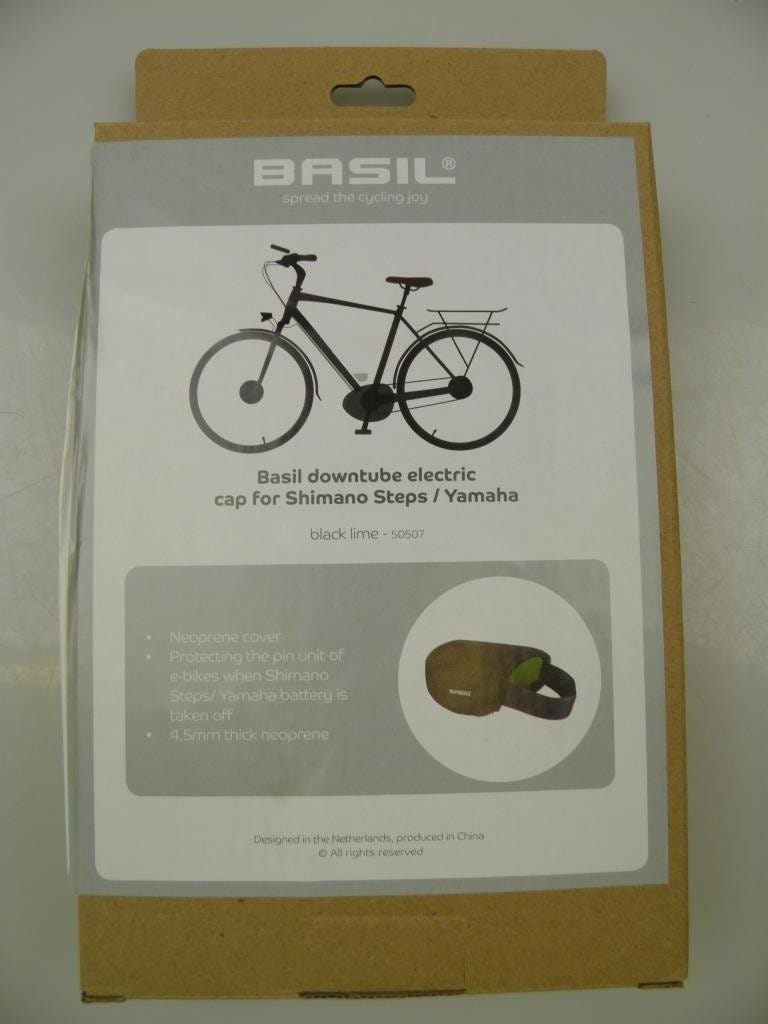 BASIL®
spread the cycling joy
Basil downtube electric
cap for Shimano Steps / Yamaha
black lime - 50507
• Neoprene cover
• Protecting the pin unit of
e-bikes when Shimano
Steps/ Yamaha battery is
taken off
• 4,5mm thick neoprene
Designed in the Netherlands, produced in China
© All rights reserved